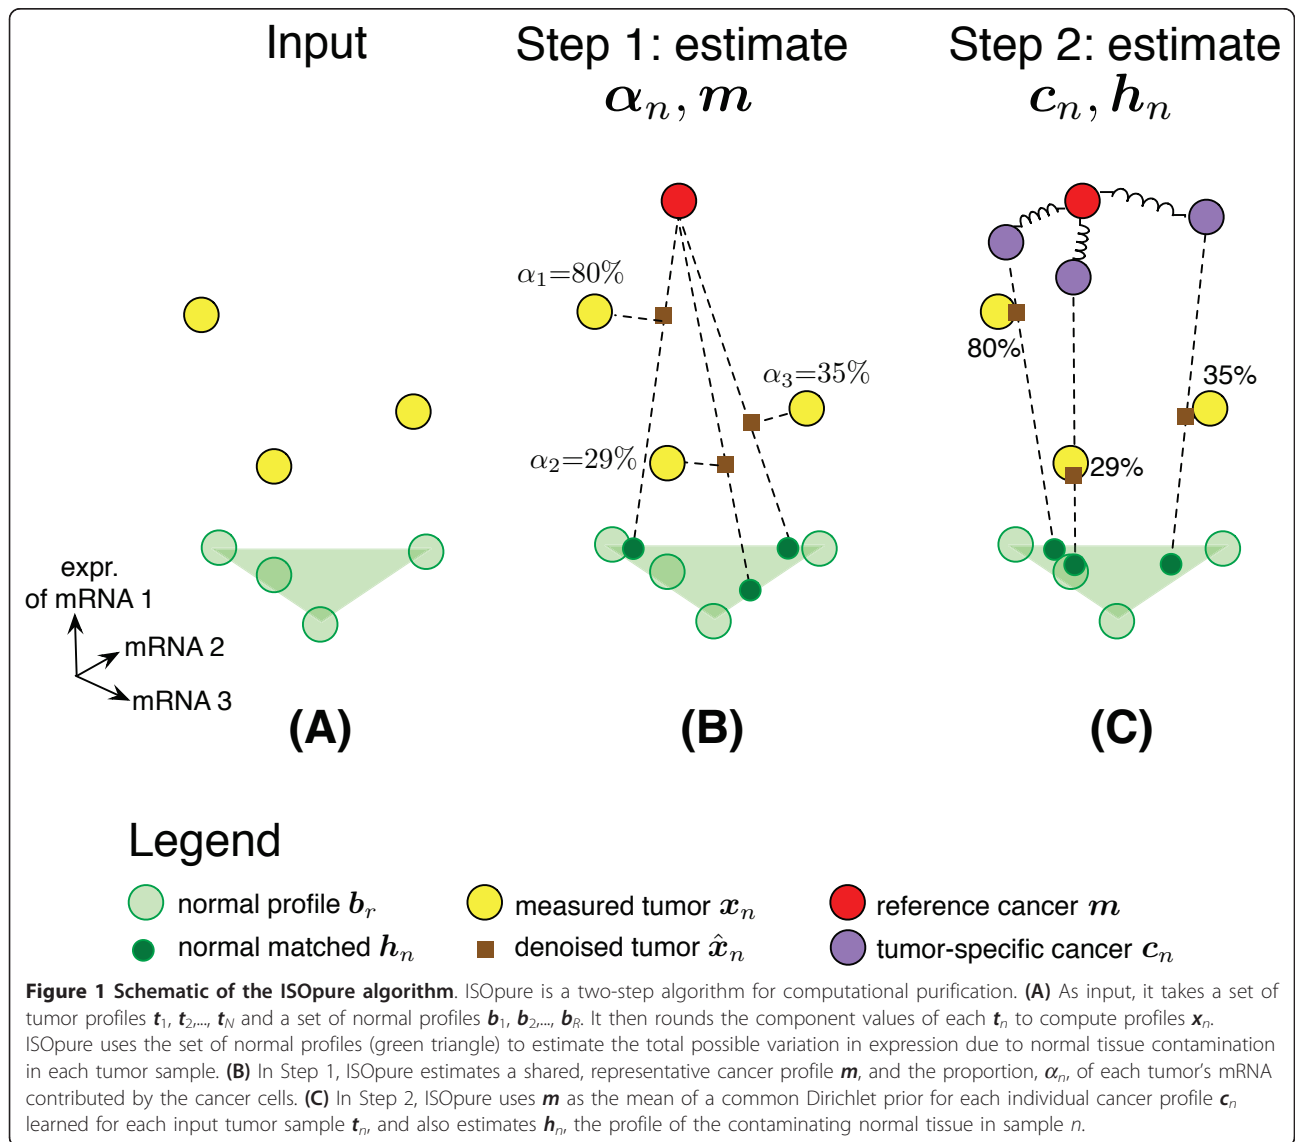 Input
Step 1: estimate
αₙ, m
Step 2: estimate
cₙ, hₙ
α₁=80%
α₂=29%
α₃=35%
80%
29%
35%
expr.
of mRNA 1
mRNA 2
mRNA 3
(A)
(B)
(C)
Legend
normal profile bᵣ
measured tumor xₙ
reference cancer m
normal matched hₙ
denoised tumor x̂ₙ
tumor-specific cancer cₙ
Figure 1 Schematic of the ISOpure algorithm. ISOpure is a two-step algorithm for computational purification. (A) As input, it takes a set of
tumor profiles t₁, t₂,..., t_N and a set of normal profiles b₁, b₂,..., b_R. It then rounds the component values of each tₙ to compute profiles xₙ.
ISOpure uses the set of normal profiles (green triangle) to estimate the total possible variation in expression due to normal tissue contamination
in each tumor sample. (B) In Step 1, ISOpure estimates a shared, representative cancer profile m, and the proportion, αₙ, of each tumor's mRNA
contributed by the cancer cells. (C) In Step 2, ISOpure uses m as the mean of a common Dirichlet prior for each individual cancer profile cₙ
learned for each input tumor sample tₙ, and also estimates hₙ, the profile of the contaminating normal tissue in sample n.